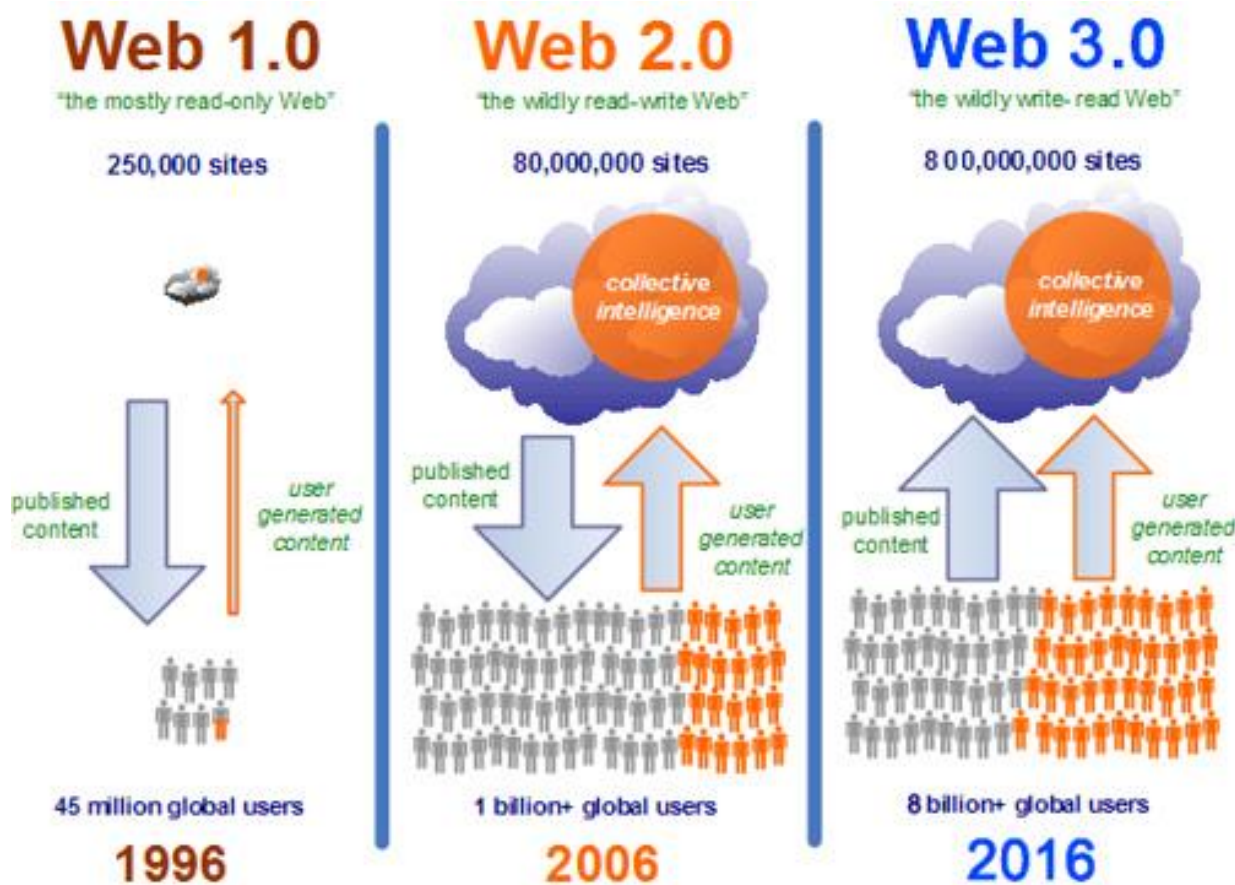 Web 1.0
"the mostly read-only Web"
250,000 sites
published
content
user
generated
content
45 million global users
1996
Web 2.0
"the wildly read-write Web"
80,000,000 sites
collective
intelligence
published
content
user
generated
content
1 billion+ global users
2006
Web 3.0
"the wildly write- read Web"
800,000,000 sites
collective
intelligence
published
content
user
generated
content
8 billion+ global users
2016